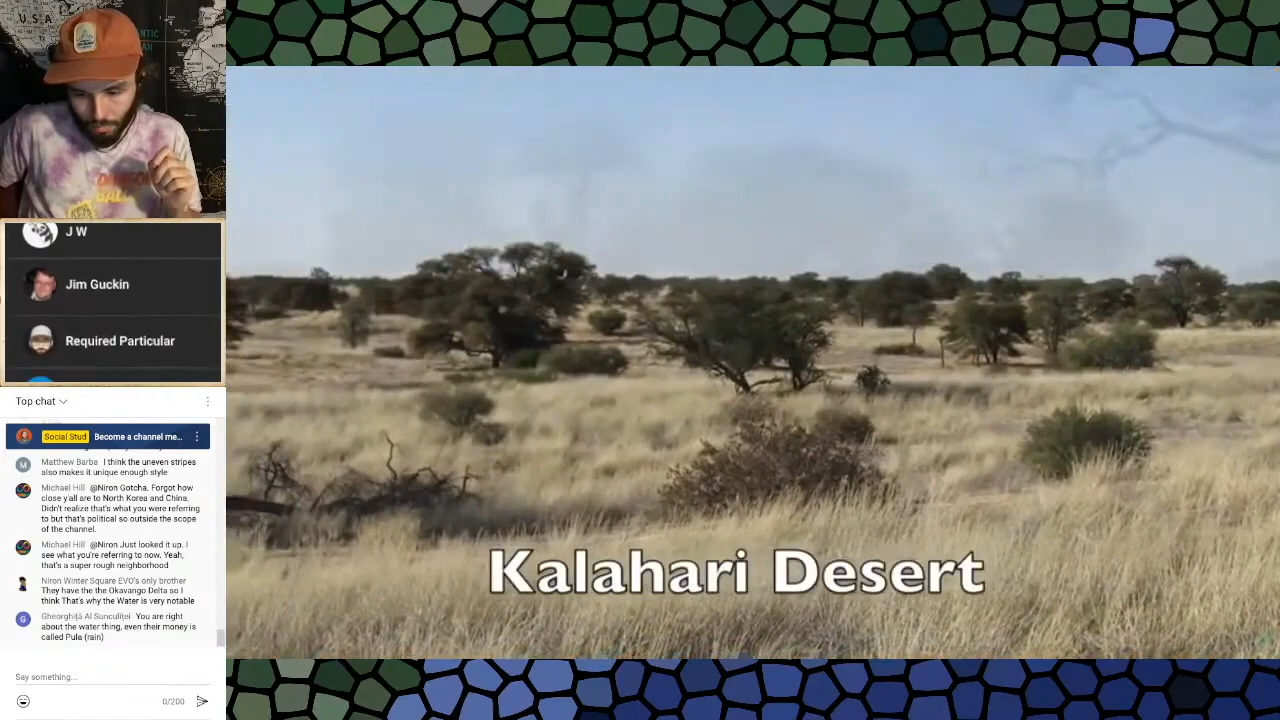 U.S.A
ATLANTIC
OCEAN
J W
Jim Guckin
Required Particular
Top chat
Social Stud Become a channel me...
Matthew Barba I think the uneven stripes
also makes it unique enough style
Michael Hill @Niron Gotcha. Forgot how
close y'all are to North Korea and China.
Didn't realize that's what you were referring
to but that's political so outside the scope
of the channel.
Michael Hill @Niron Just looked it up. I
see what you're referring to now. Yeah,
that's a super rough neighborhood
Niron Winter Square EVO's only brother
They have the the Okavango Delta so I
think That's why the Water is very notable
G
Gheorghiță Al Sunculiței You are right
about the water thing, even their money is
called Pula (rain)
Say something...
0/200
Kalahari Desert